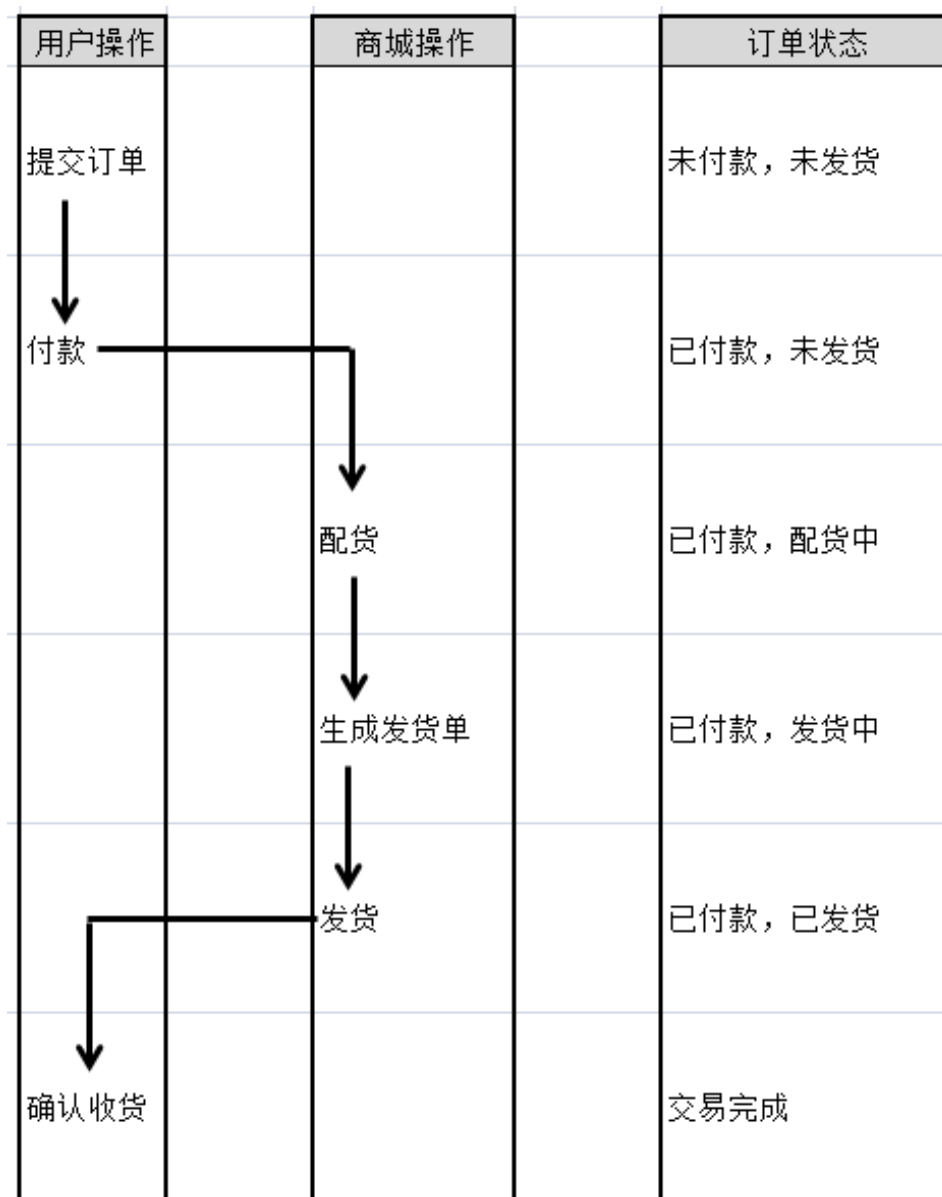 用户操作 商城操作 订单状态
提交订单 未付款，未发货
付款 已付款，未发货
配货 已付款，配货中
生成发货单 已付款，发货中
发货 已付款，已发货
确认收货 交易完成